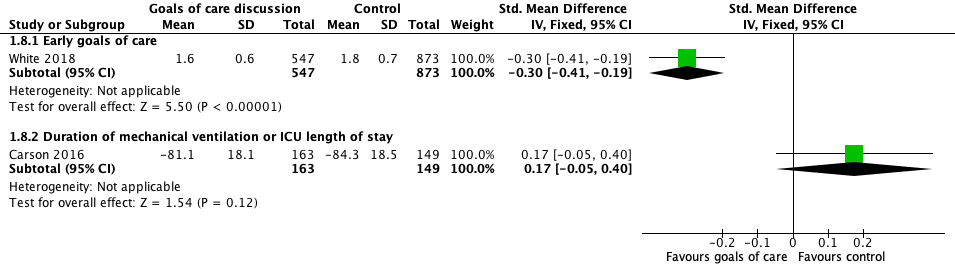 Goals of care discussion Control Std. Mean Difference Std. Mean Difference
Study or Subgroup Mean SD Total Mean SD Total Weight IV, Fixed, 95% CI IV, Fixed, 95% CI
1.8.1 Early goals of care
White 2018 1.6 0.6 547 1.8 0.7 873 100.0% −0.30 [−0.41, −0.19]
Subtotal (95% CI) 547 873 100.0% −0.30 [−0.41, −0.19]
Heterogeneity: Not applicable
Test for overall effect: Z = 5.50 (P < 0.00001)
1.8.2 Duration of mechanical ventilation or ICU length of stay
Carson 2016 −81.1 18.1 163 −84.3 18.5 149 100.0% 0.17 [−0.05, 0.40]
Subtotal (95% CI) 163 149 100.0% 0.17 [−0.05, 0.40]
Heterogeneity: Not applicable
Test for overall effect: Z = 1.54 (P = 0.12)
−0.2 −0.1 0 0.1 0.2
Favours goals of care Favours control